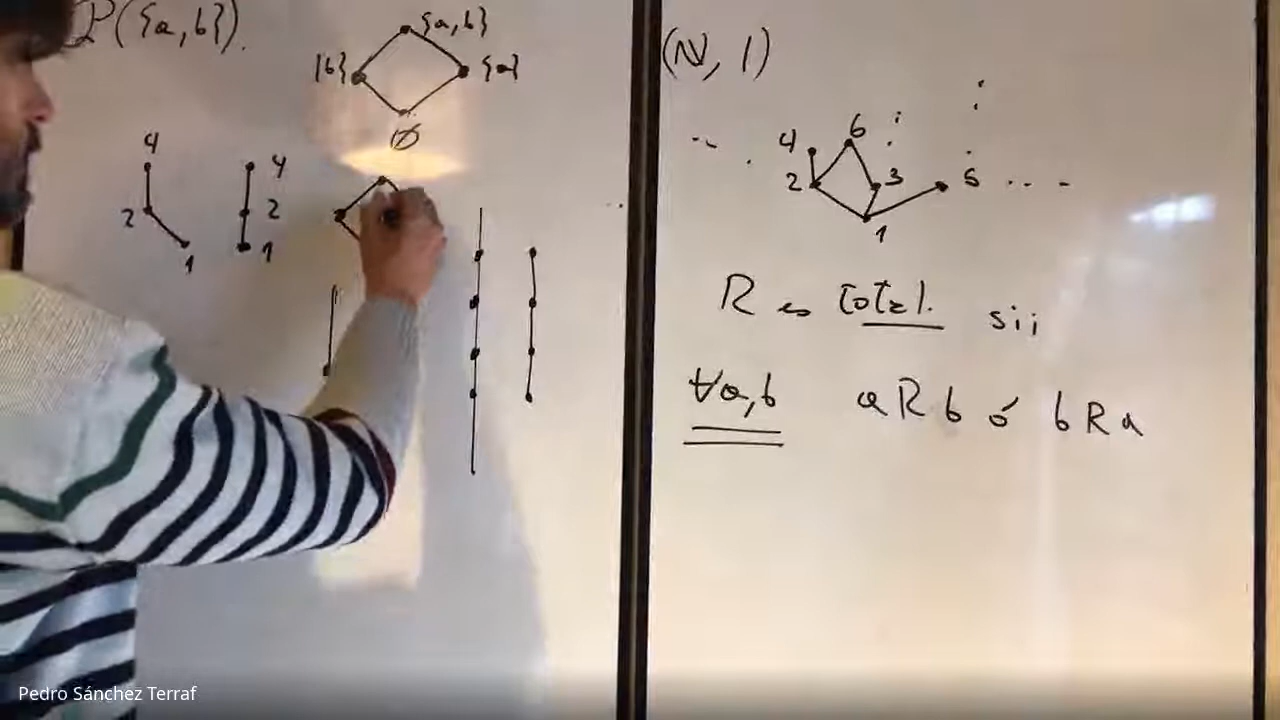 P({a,b}).
{a,b}
{b}
{a}
∅
4
2
1
4
2
1
(N, |)
4
6
2
3
5
1
R es total sii
∀a,b aRb ó bRa
Pedro Sánchez Terraf